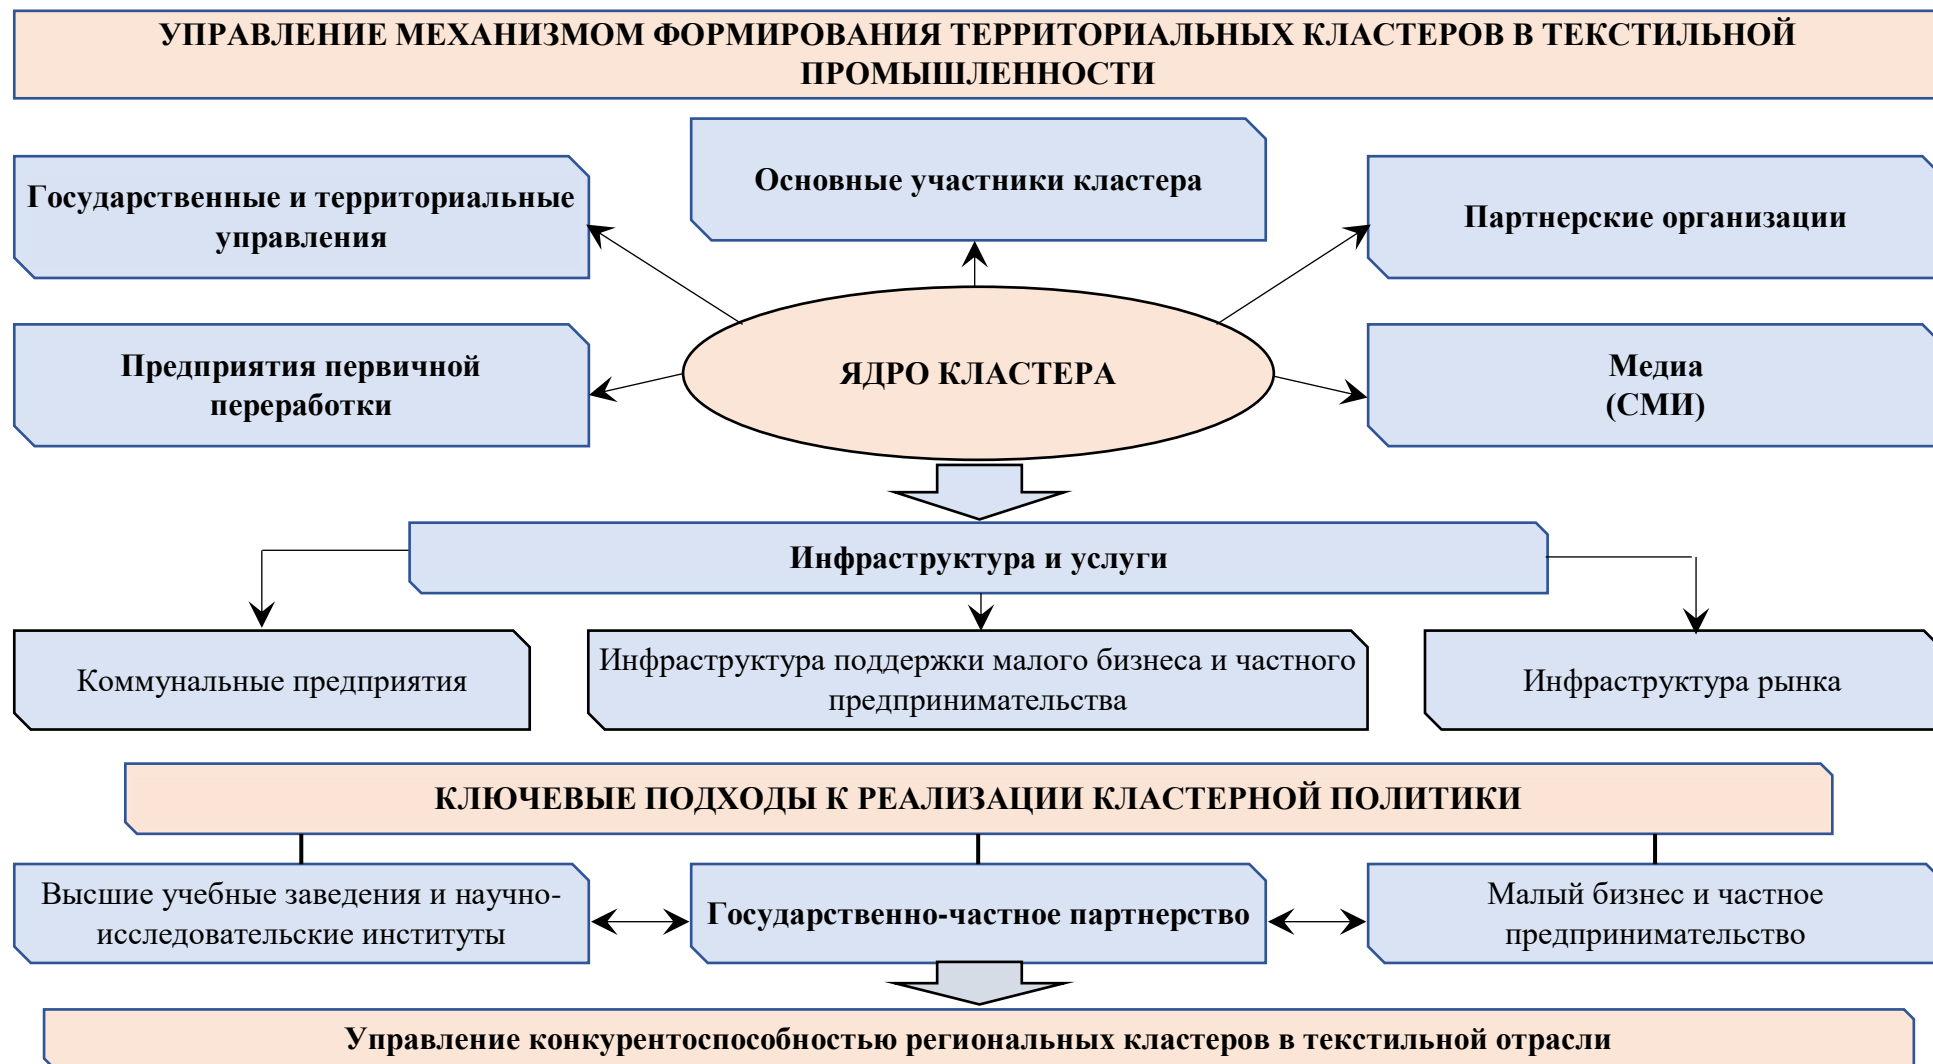 УПРАВЛЕНИЕ МЕХАНИЗМОМ ФОРМИРОВАНИЯ ТЕРРИТОРИАЛЬНЫХ КЛАСТЕРОВ В ТЕКСТИЛЬНОЙ
ПРОМЫШЛЕННОСТИ
Государственные и территориальные
управления
Основные участники кластера
Партнерские организации
Предприятия первичной
переработки
ЯДРО КЛАСТЕРА
Медиа
(СМИ)
Инфраструктура и услуги
Коммунальные предприятия
Инфраструктура поддержки малого бизнеса и частного
предпринимательства
Инфраструктура рынка
КЛЮЧЕВЫЕ ПОДХОДЫ К РЕАЛИЗАЦИИ КЛАСТЕРНОЙ ПОЛИТИКИ
Высшие учебные заведения и научно-
исследовательские институты
Государственно-частное партнерство
Малый бизнес и частное
предпринимательство
Управление конкурентоспособностью региональных кластеров в текстильной отрасли